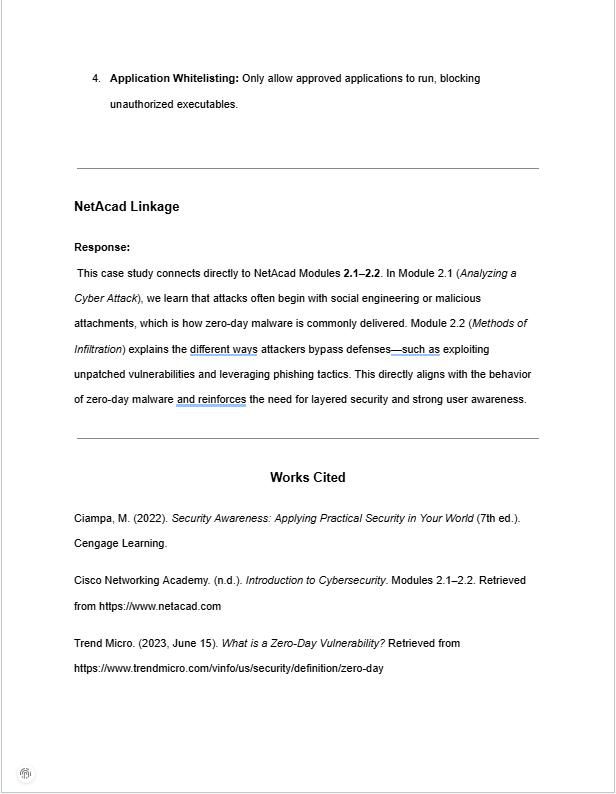 4. Application Whitelisting: Only allow approved applications to run, blocking
unauthorized executables.
NetAcad Linkage
Response:
This case study connects directly to NetAcad Modules 2.1–2.2. In Module 2.1 (Analyzing a
Cyber Attack), we learn that attacks often begin with social engineering or malicious
attachments, which is how zero-day malware is commonly delivered. Module 2.2 (Methods of
Infiltration) explains the different ways attackers bypass defenses—such as exploiting
unpatched vulnerabilities and leveraging phishing tactics. This directly aligns with the behavior
of zero-day malware and reinforces the need for layered security and strong user awareness.
Works Cited
Ciampa, M. (2022). Security Awareness: Applying Practical Security in Your World (7th ed.).
Cengage Learning.
Cisco Networking Academy. (n.d.). Introduction to Cybersecurity. Modules 2.1–2.2. Retrieved
from https://www.netacad.com
Trend Micro. (2023, June 15). What is a Zero-Day Vulnerability? Retrieved from
https://www.trendmicro.com/vinfo/us/security/definition/zero-day